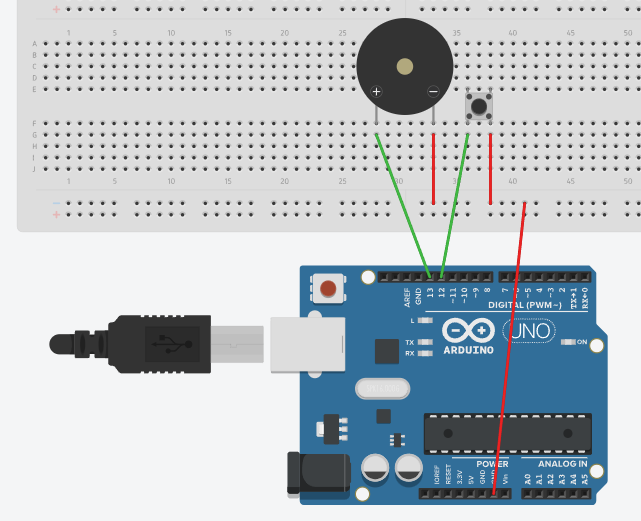 +
1 5 10 15 20 25 30 35 40 45 50
A
B
C
D
E
+ −
F
G
H
I
J
1 5 10 15 20 25 30 35 40 45 50
−
+
AREF
GND
13
12
~11
~10
~9
8
7
~5
4
~3
2
TX→1
RX←0
DIGITAL (PWM~)
L
TX
RX
UNO
ARDUINO
ON
POWER
ANALOG IN
IOREF
RESET
3.3V
5V
GND
Vin
A0
A1
A2
A3
A4
A5